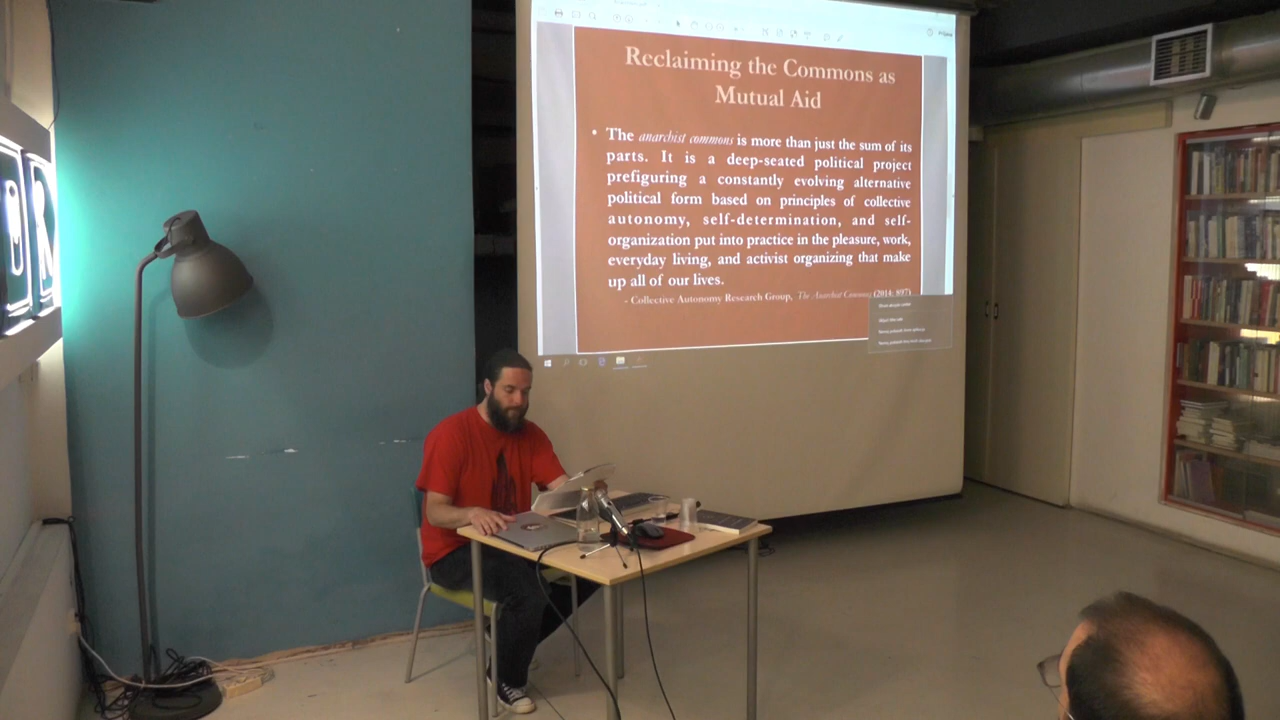 Reclaiming the Commons as
Mutual Aid
• The anarchist commons is more than just the sum of its
parts. It is a deep-seated political project
prefiguring a constantly evolving alternative
political form based on principles of collective
autonomy, self-determination, and self-
organization put into practice in the pleasure, work,
everyday living, and activist organizing that make
up all of our lives.
- Collective Autonomy Research Group, The Anarchist Commons (2014: 897)